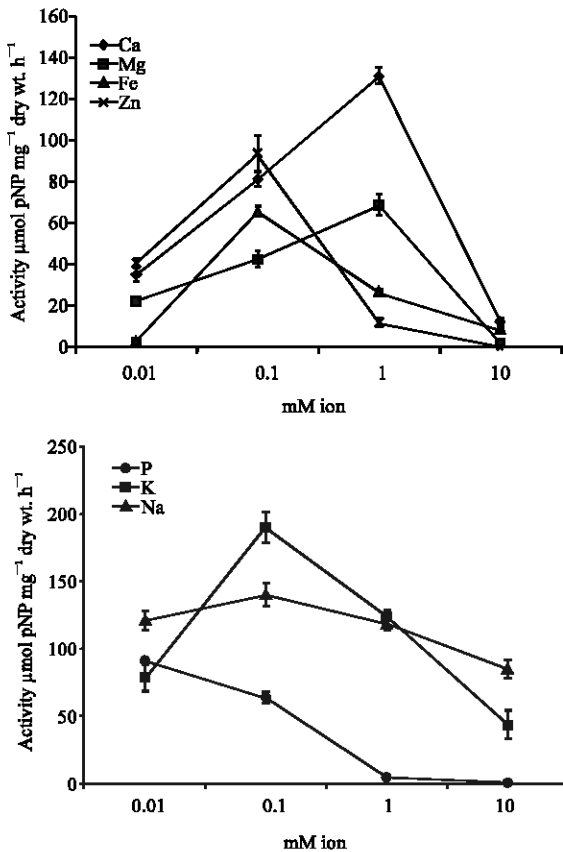 160
140
120
100
80
60
40
20
0
Ca
Mg
Fe
Zn
Activity μmol pNP mg⁻¹ dry wt. h⁻¹
0.01 0.1 1 10
mM ion
250
200
150
100
50
0
P
K
Na
Activity μmol pNP mg⁻¹ dry wt. h⁻¹
0.01 0.1 1 10
mM ion